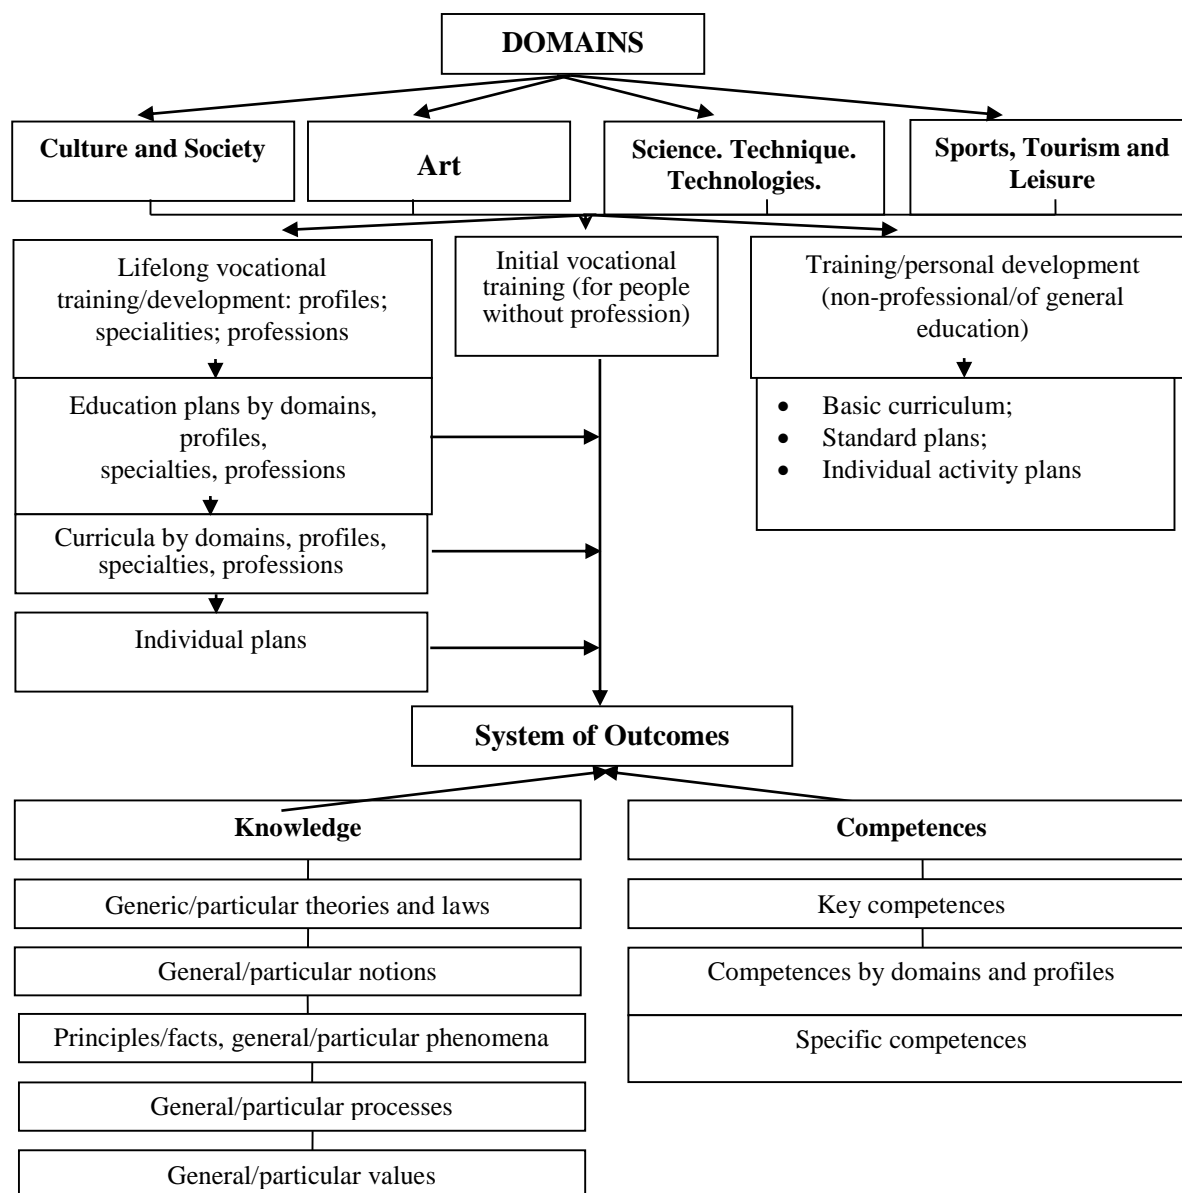 DOMAINS
Culture and Society
Art
Science. Technique.
Technologies.
Sports, Tourism and
Leisure
Lifelong vocational
training/development: profiles;
specialities; professions
Initial vocational
training (for people
without profession)
Training/personal development
(non-professional/of general
education)
Education plans by domains,
profiles,
specialties, professions
• Basic curriculum;
• Standard plans;
• Individual activity plans
Curricula by domains, profiles,
specialties, professions
Individual plans
System of Outcomes
Knowledge
Generic/particular theories and laws
General/particular notions
Principles/facts, general/particular phenomena
General/particular processes
General/particular values
Competences
Key competences
Competences by domains and profiles
Specific competences